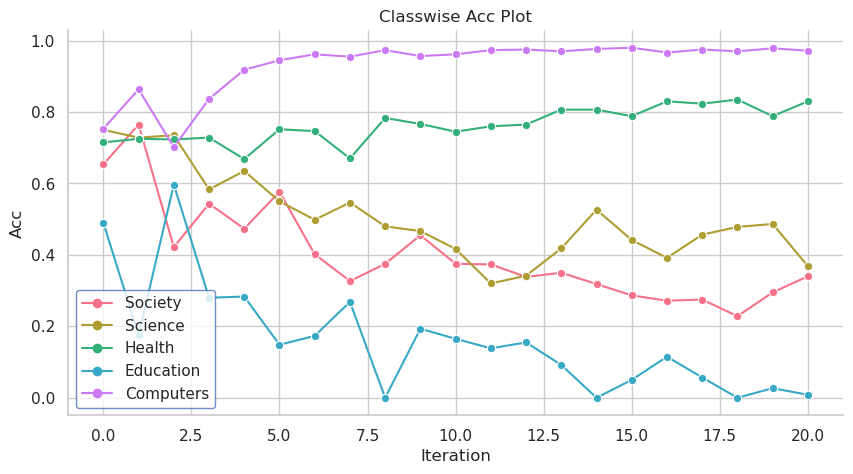 Classwise Acc Plot
1.0
0.8
0.6
0.4
0.2
0.0
Acc
Society
Science
Health
Education
Computers
0.0 2.5 5.0 7.5 10.0 12.5 15.0 17.5 20.0
Iteration